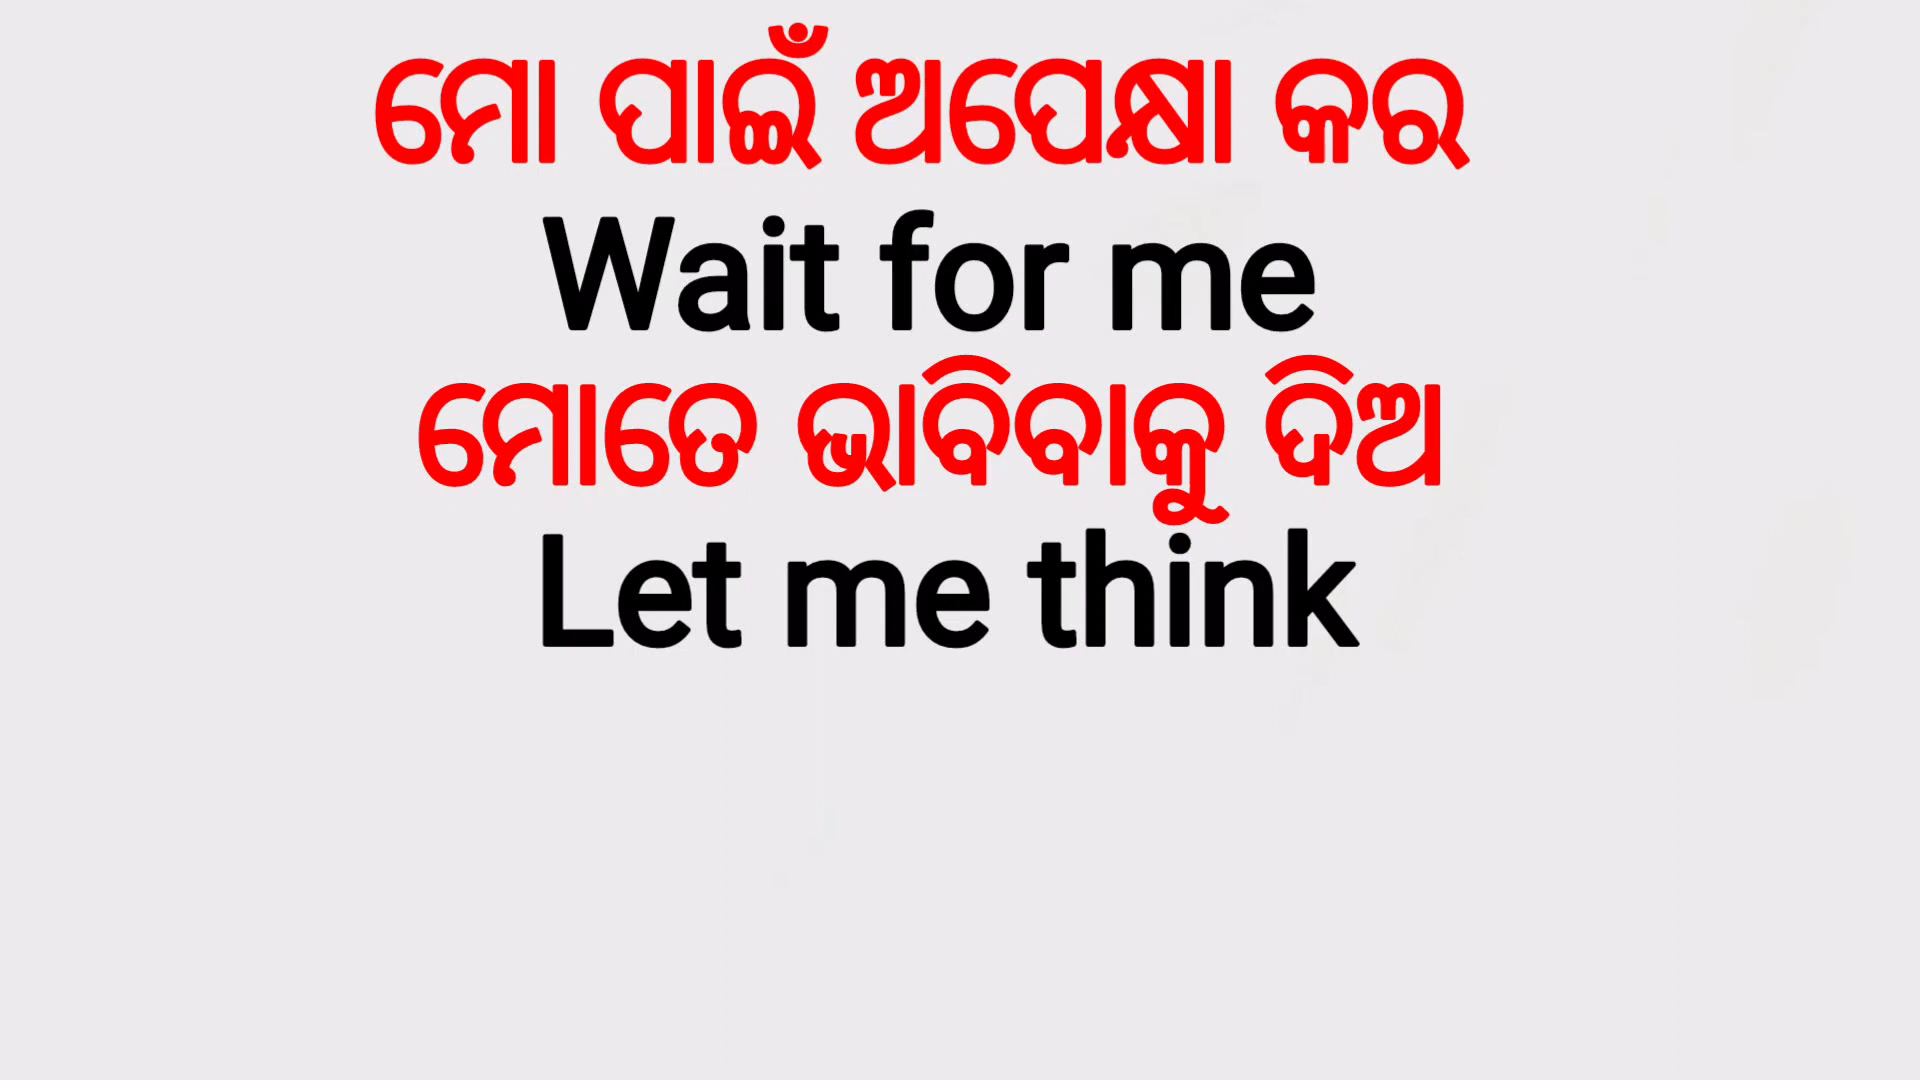 ମୋ ପାଇଁ ଅପେକ୍ଷା କର
Wait for me
ମୋତେ ଭାବିବାକୁ ଦିଅ
Let me think